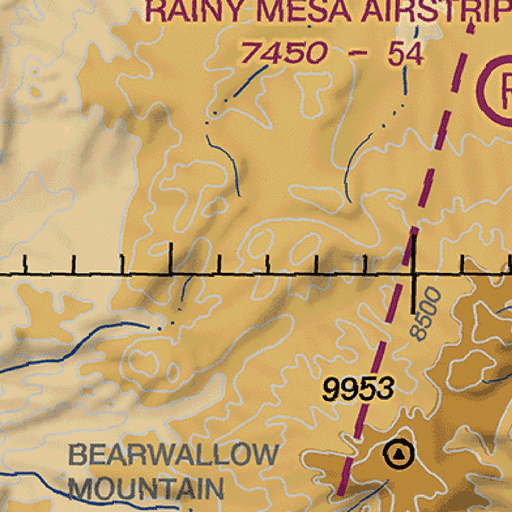 RAINY MESA AIRSTRIP
7450 - 54
R
8500
9953
BEARWALLOW
MOUNTAIN